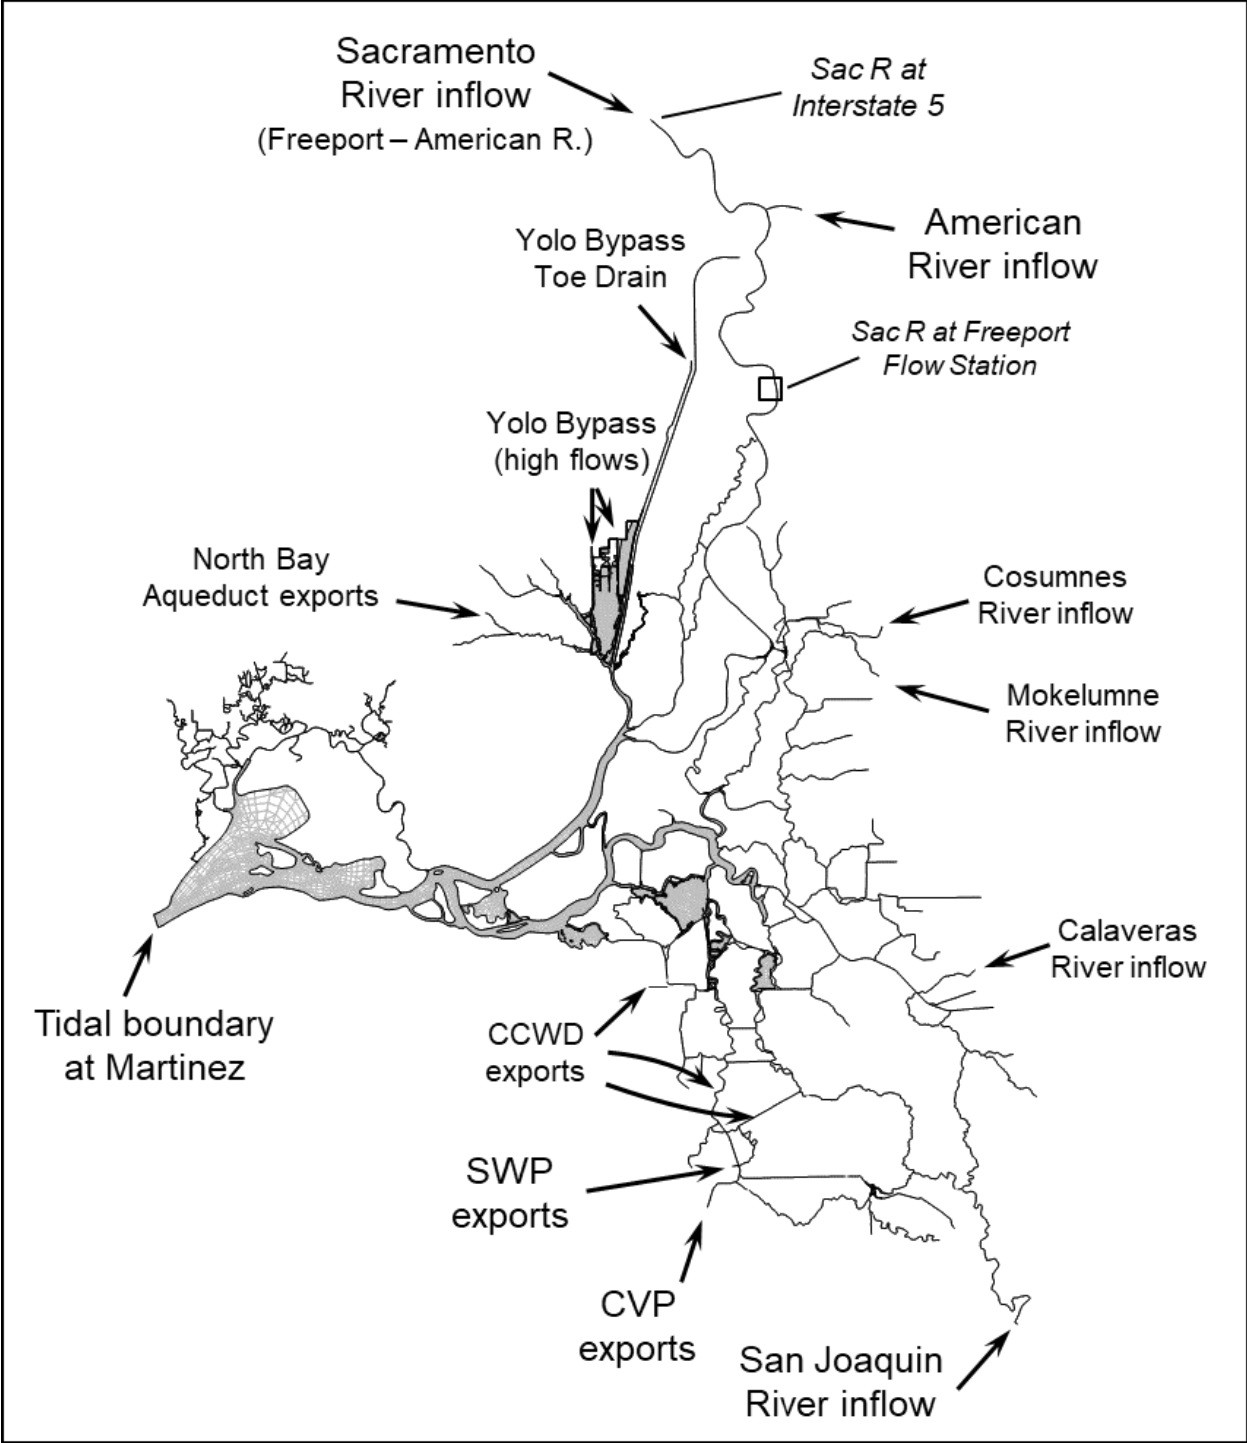 Sacramento
River inflow
(Freeport – American R.)
Sac R at
Interstate 5
American
River inflow
Yolo Bypass
Toe Drain
Sac R at Freeport
Flow Station
Yolo Bypass
(high flows)
North Bay
Aqueduct exports
Cosumnes
River inflow
Mokelumne
River inflow
Calaveras
River inflow
Tidal boundary
at Martinez
CCWD
exports
SWP
exports
CVP
exports
San Joaquin
River inflow